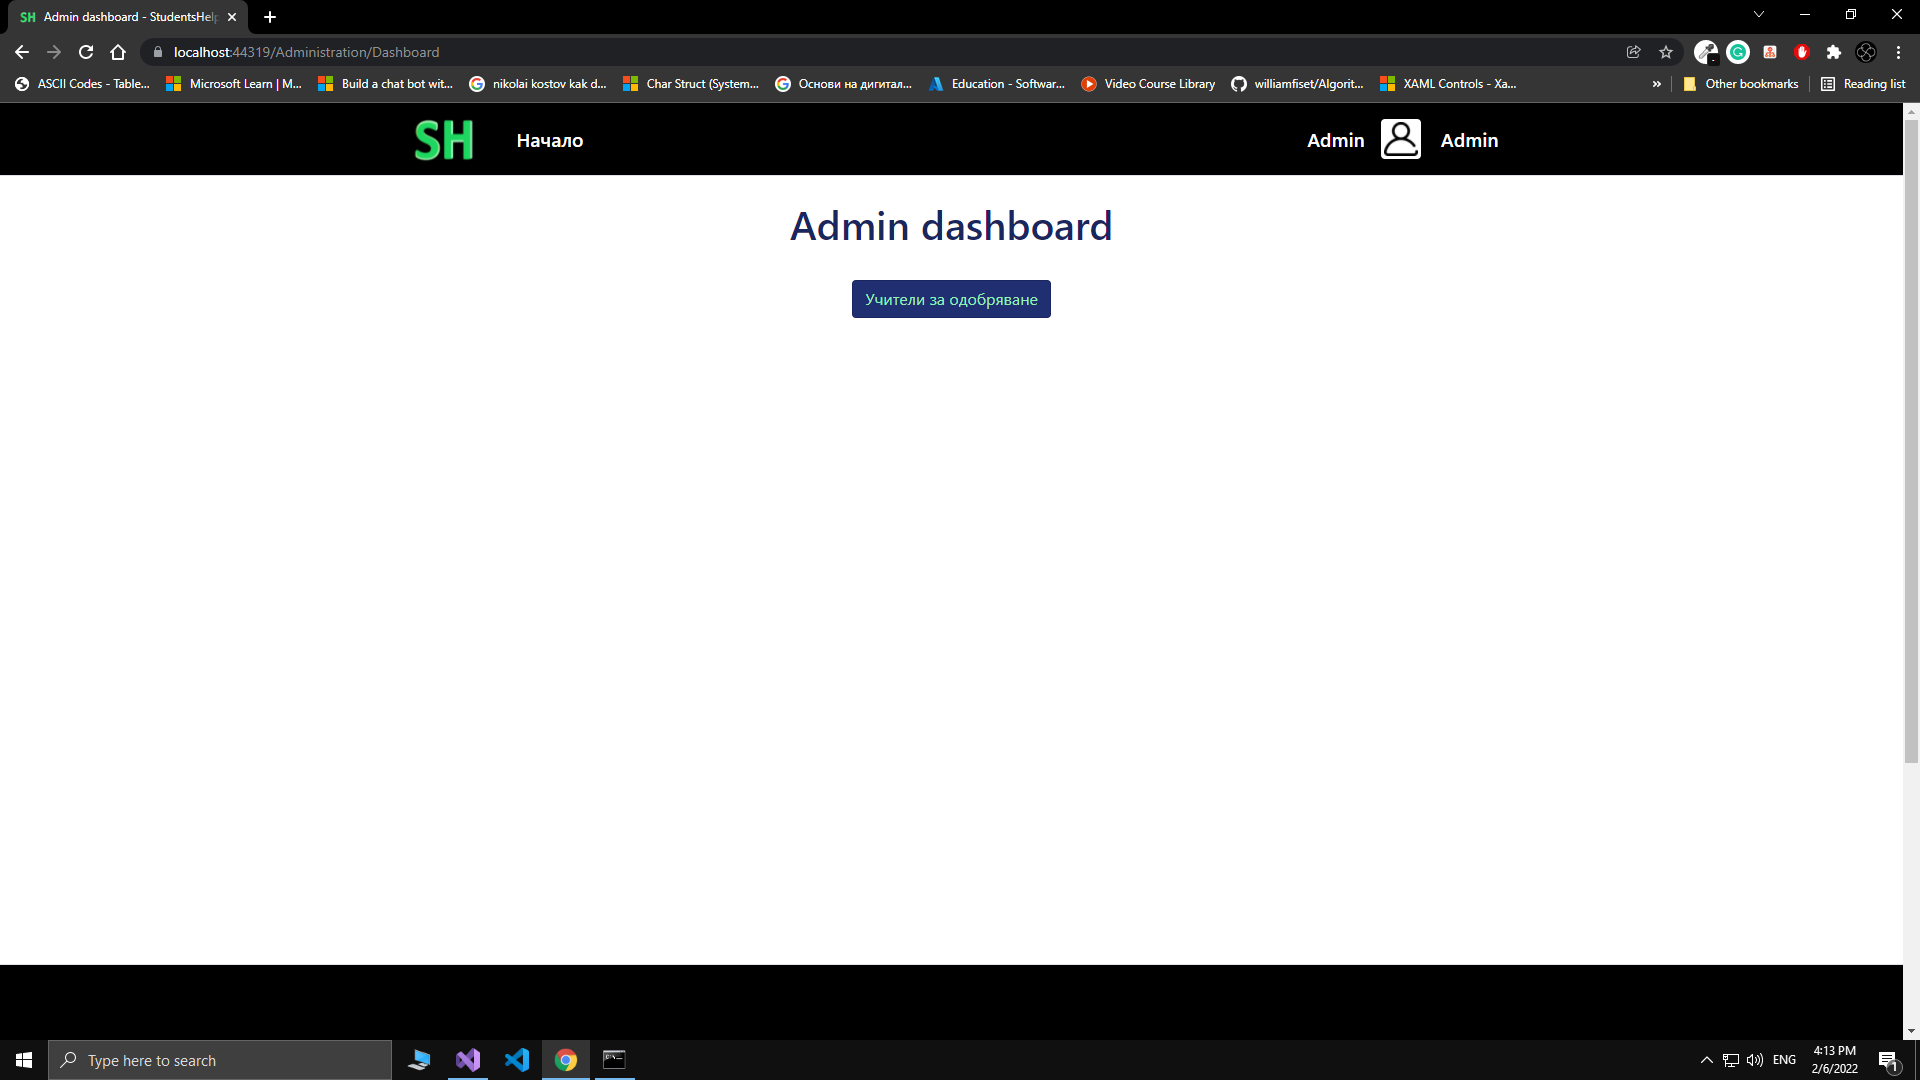 SH Admin dashboard - StudentsHelp
localhost:44319/Administration/Dashboard
ASCII Codes - Table... Microsoft Learn | M... Build a chat bot wit... nikolai kostov kak d... Char Struct (System... Основи на дигитал... Education - Softwar... Video Course Library williamfiset/Algorit... XAML Controls - Xa... » Other bookmarks Reading list
SH Начало Admin Admin
Admin dashboard
Учители за одобряване
Type here to search
ENG
4:13 PM
2/6/2022
1